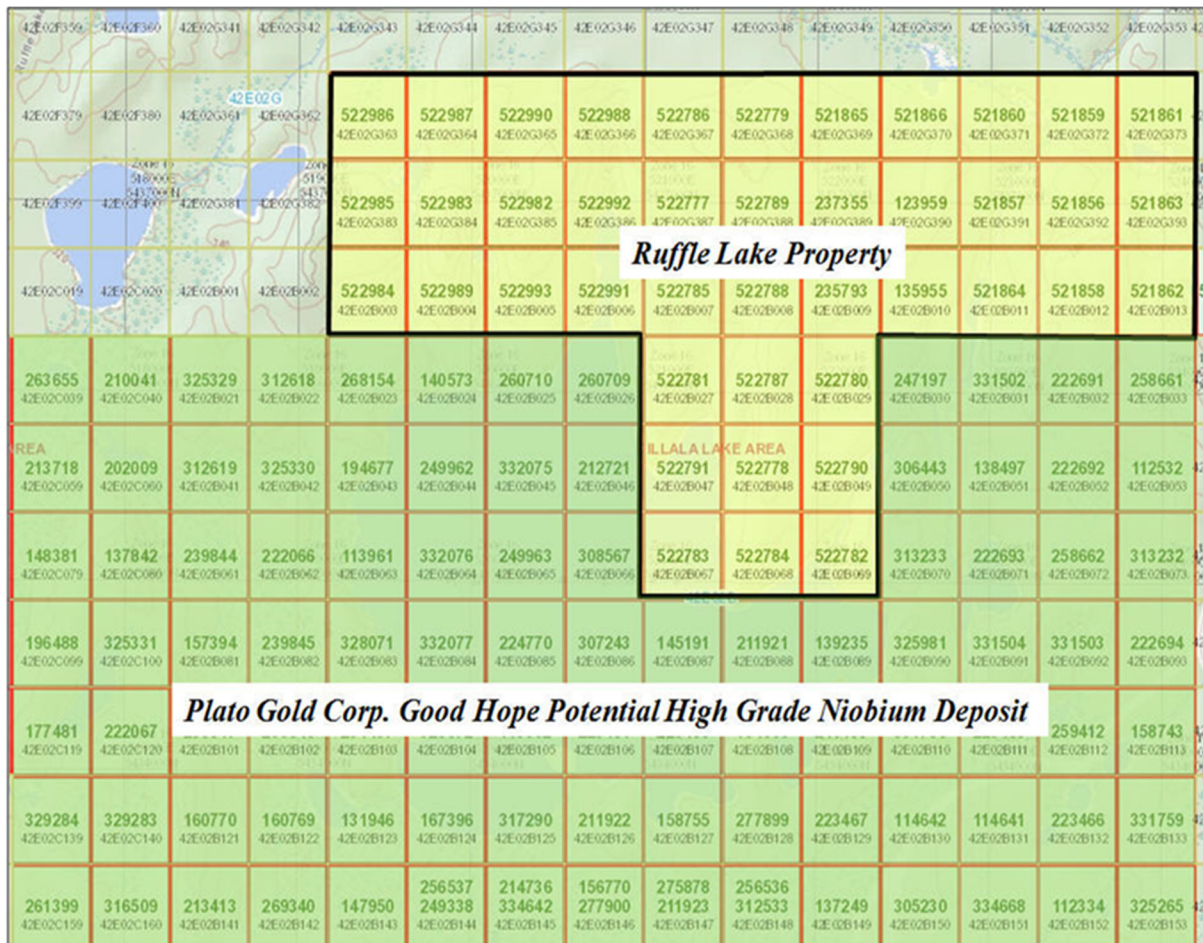 42E02F359 42E02F360 42E02G341 42E02G342 42E02G343 42E02G344 42E02G345 42E02G346 42E02G347 42E02G348 42E02G349 42E02G350 42E02G351 42E02G352 42E02G353
Ruffle Lake
42E02G
522986 522987 522990 522988 522786 522779 521865 521866 521860 521859 521861
42E02F379 42E02F380 42E02G361 42E02G362 42E02G363 42E02G364 42E02G365 42E02G366 42E02G367 42E02G368 42E02G369 42E02G370 42E02G371 42E02G372 42E02G373
522985 522983 522982 522992 522777 522789 237355 123959 521857 521856 521863
42E02F399 42E02F400 42E02G381 42E02G382 42E02G383 42E02G384 42E02G385 42E02G386 42E02G387 42E02G388 42E02G389 42E02G390 42E02G391 42E02G392 42E02G393
Ruffle Lake Property
522984 522989 522993 522991 522785 522788 235793 135955 521864 521858 521862
42E02C019 42E02C020 42E02B001 42E02B002 42E02B003 42E02B004 42E02B005 42E02B006 42E02B007 42E02B008 42E02B009 42E02B010 42E02B011 42E02B012 42E02B013
263655 210041 325329 312618 268154 140573 260710 260709 522781 522787 522780 247197 331502 222691 258661
42E02C039 42E02C040 42E02B021 42E02B022 42E02B023 42E02B024 42E02B025 42E02B026 42E02B027 42E02B028 42E02B029 42E02B030 42E02B031 42E02B032 42E02B033
AREA ILLALA LAKE AREA
213718 202009 312619 325330 194677 249962 332075 212721 522791 522778 522790 306443 138497 222692 112532
42E02C059 42E02C060 42E02B041 42E02B042 42E02B043 42E02B044 42E02B045 42E02B046 42E02B047 42E02B048 42E02B049 42E02B050 42E02B051 42E02B052 42E02B053
148381 137842 239844 222066 113961 332076 249963 308567 522783 522784 522782 313233 222693 258662 313232
42E02C079 42E02C080 42E02B061 42E02B062 42E02B063 42E02B064 42E02B065 42E02B066 42E02B067 42E02B068 42E02B069 42E02B070 42E02B071 42E02B072 42E02B073
196488 325331 157394 239845 328071 332077 224770 307243 145191 211921 139235 325981 331504 331503 222694
42E02C099 42E02C100 42E02B081 42E02B082 42E02B083 42E02B084 42E02B085 42E02B086 42E02B087 42E02B088 42E02B089 42E02B090 42E02B091 42E02B092 42E02B093
Plato Gold Corp. Good Hope Potential High Grade Niobium Deposit
177481 222067 259412 158743
42E02C119 42E02C120 42E02B101 42E02B102 42E02B103 42E02B104 42E02B105 42E02B106 42E02B107 42E02B108 42E02B109 42E02B110 42E02B111 42E02B112 42E02B113
329284 329283 160770 160769 131946 167396 317290 211922 158755 277899 223467 114642 114641 223466 331759
42E02C139 42E02C140 42E02B121 42E02B122 42E02B123 42E02B124 42E02B125 42E02B126 42E02B127 42E02B128 42E02B129 42E02B130 42E02B131 42E02B132 42E02B133
256537 214736 156770 275878 256536
261399 316509 213413 269340 147950 249338 334642 277900 211923 312533 137249 305230 334668 112334 325265
42E02C159 42E02C160 42E02B141 42E02B142 42E02B143 42E02B144 42E02B145 42E02B146 42E02B147 42E02B148 42E02B149 42E02B150 42E02B151 42E02B152 42E02B153